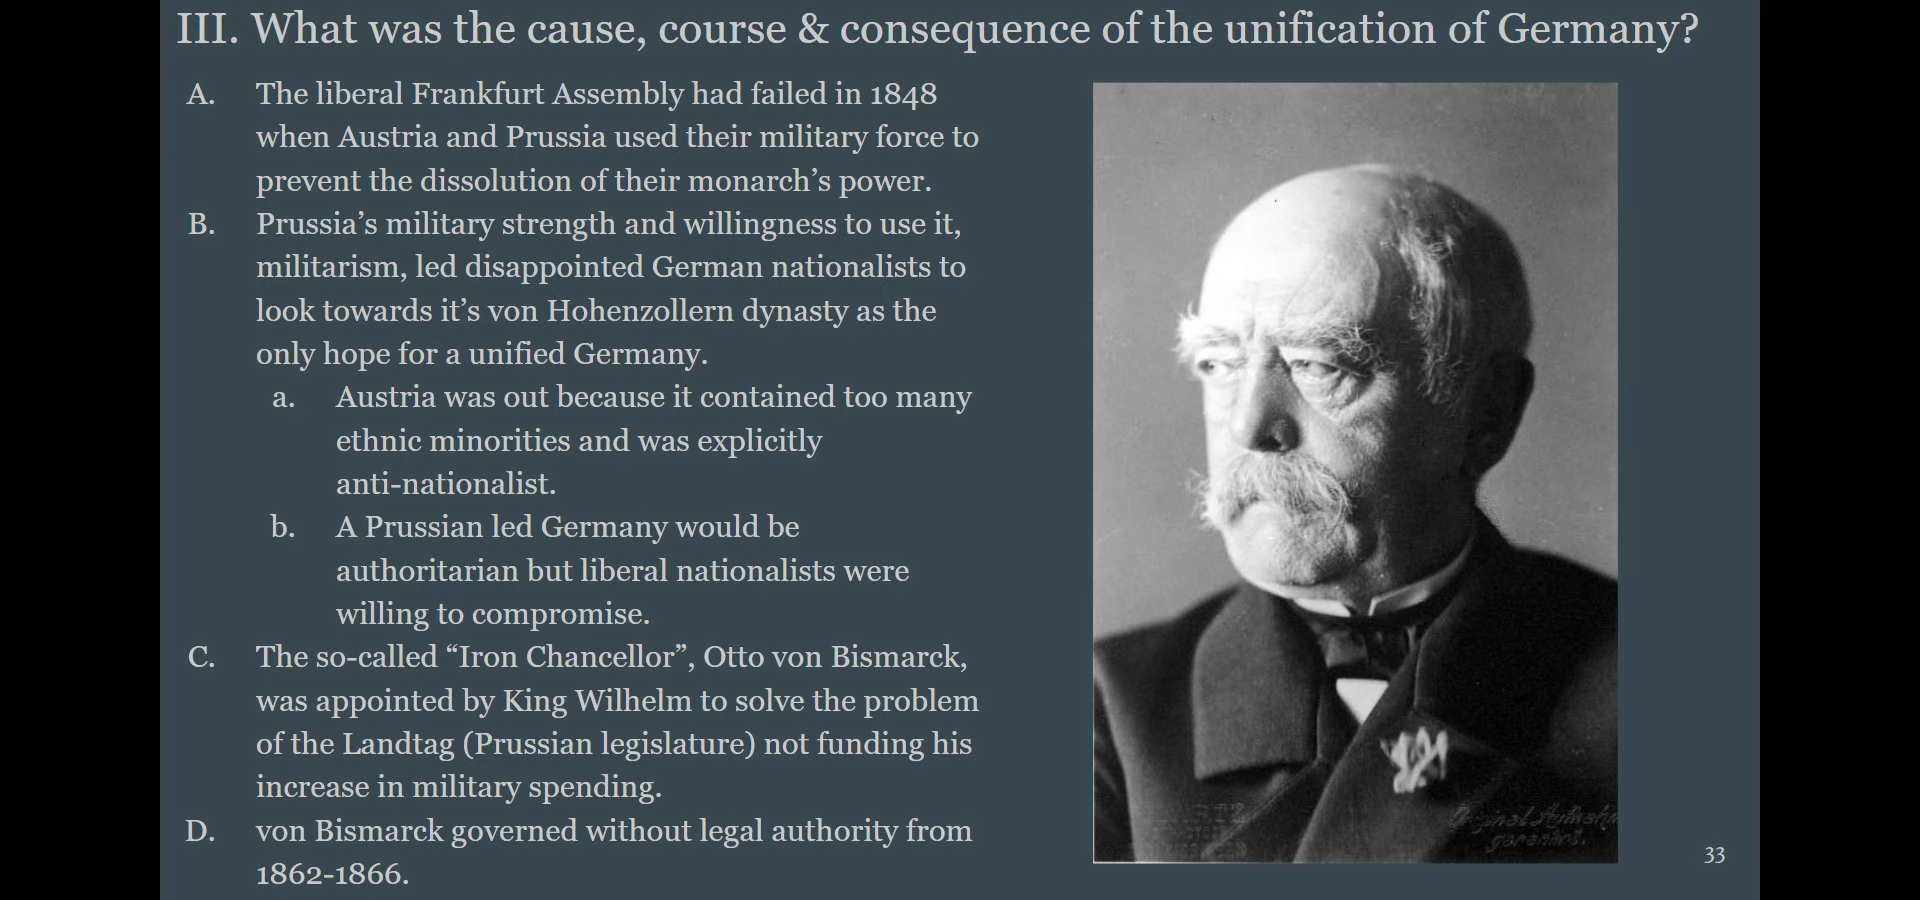 III. What was the cause, course & consequence of the unification of Germany?
A. The liberal Frankfurt Assembly had failed in 1848
when Austria and Prussia used their military force to
prevent the dissolution of their monarch’s power.
B. Prussia’s military strength and willingness to use it,
militarism, led disappointed German nationalists to
look towards it’s von Hohenzollern dynasty as the
only hope for a unified Germany.
a. Austria was out because it contained too many
ethnic minorities and was explicitly
anti-nationalist.
b. A Prussian led Germany would be
authoritarian but liberal nationalists were
willing to compromise.
C. The so-called “Iron Chancellor”, Otto von Bismarck,
was appointed by King Wilhelm to solve the problem
of the Landtag (Prussian legislature) not funding his
increase in military spending.
D. von Bismarck governed without legal authority from
1862-1866.
33